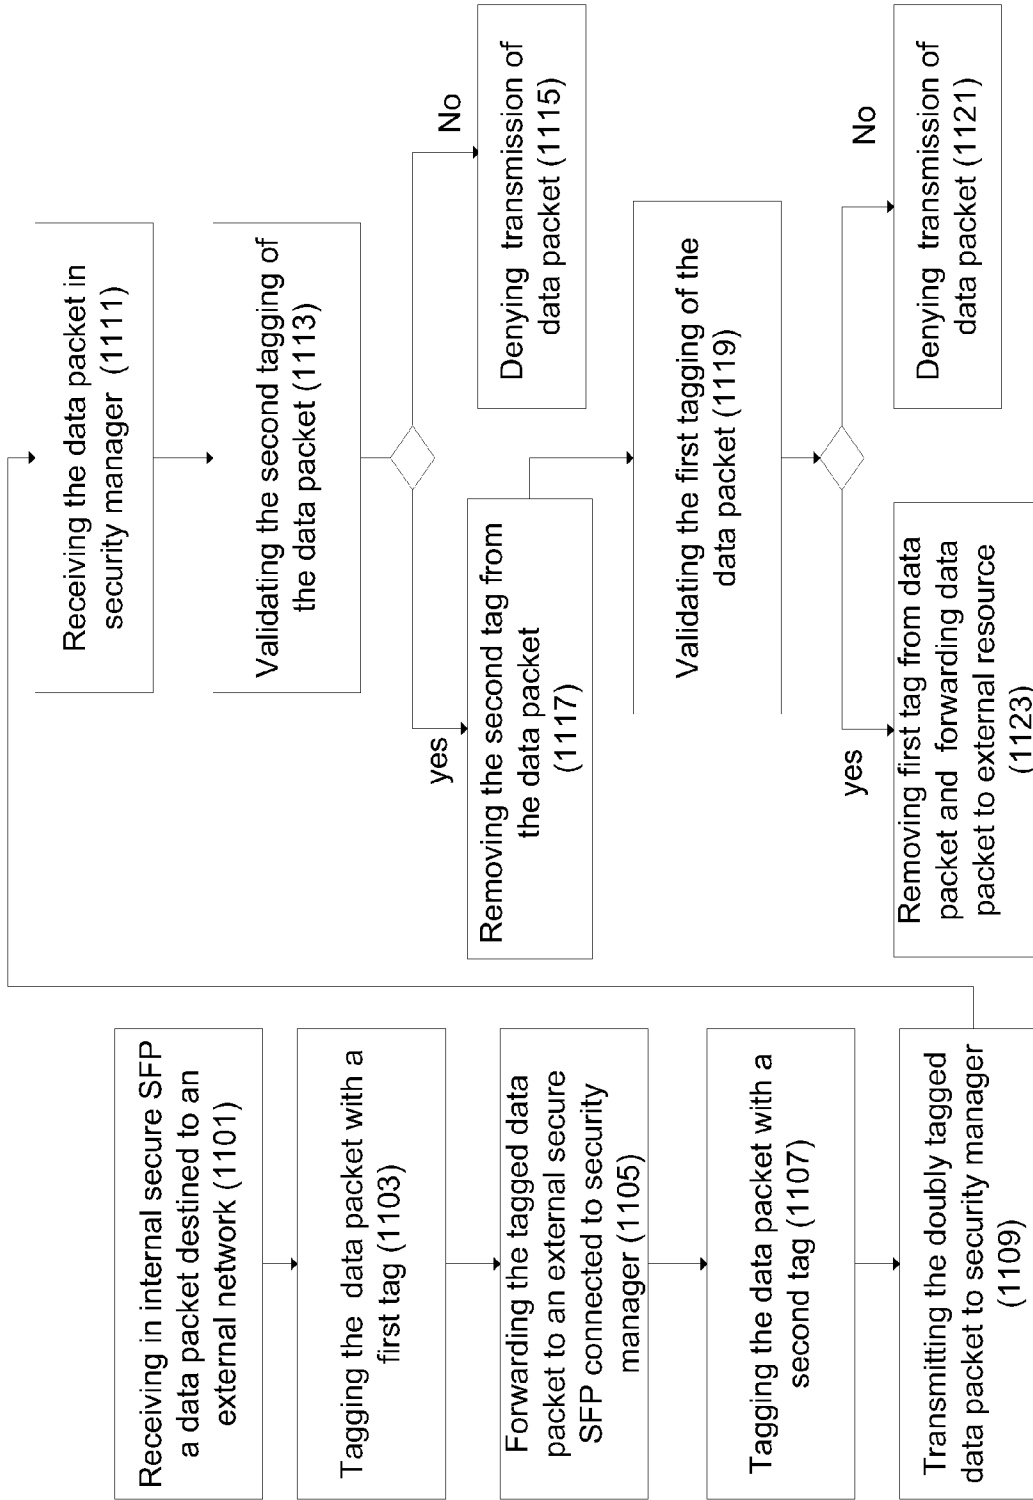 Receiving in internal secure SFP
a data packet destined to an
external network (1101)
Tagging the data packet with a
first tag (1103)
Forwarding the tagged data
packet to an external secure
SFP connected to security
manager (1105)
Tagging the data packet with a
second tag (1107)
Transmitting the doubly tagged
data packet to security manager
(1109)
Receiving the data packet in
security manager (1111)
Validating the second tagging of
the data packet (1113)
yes
No
Removing the second tag from
the data packet
(1117)
Denying transmission of
data packet (1115)
Validating the first tagging of the
data packet (1119)
yes
No
Removing first tag from data
packet and forwarding data
packet to external resource
(1123)
Denying transmission of
data packet (1121)